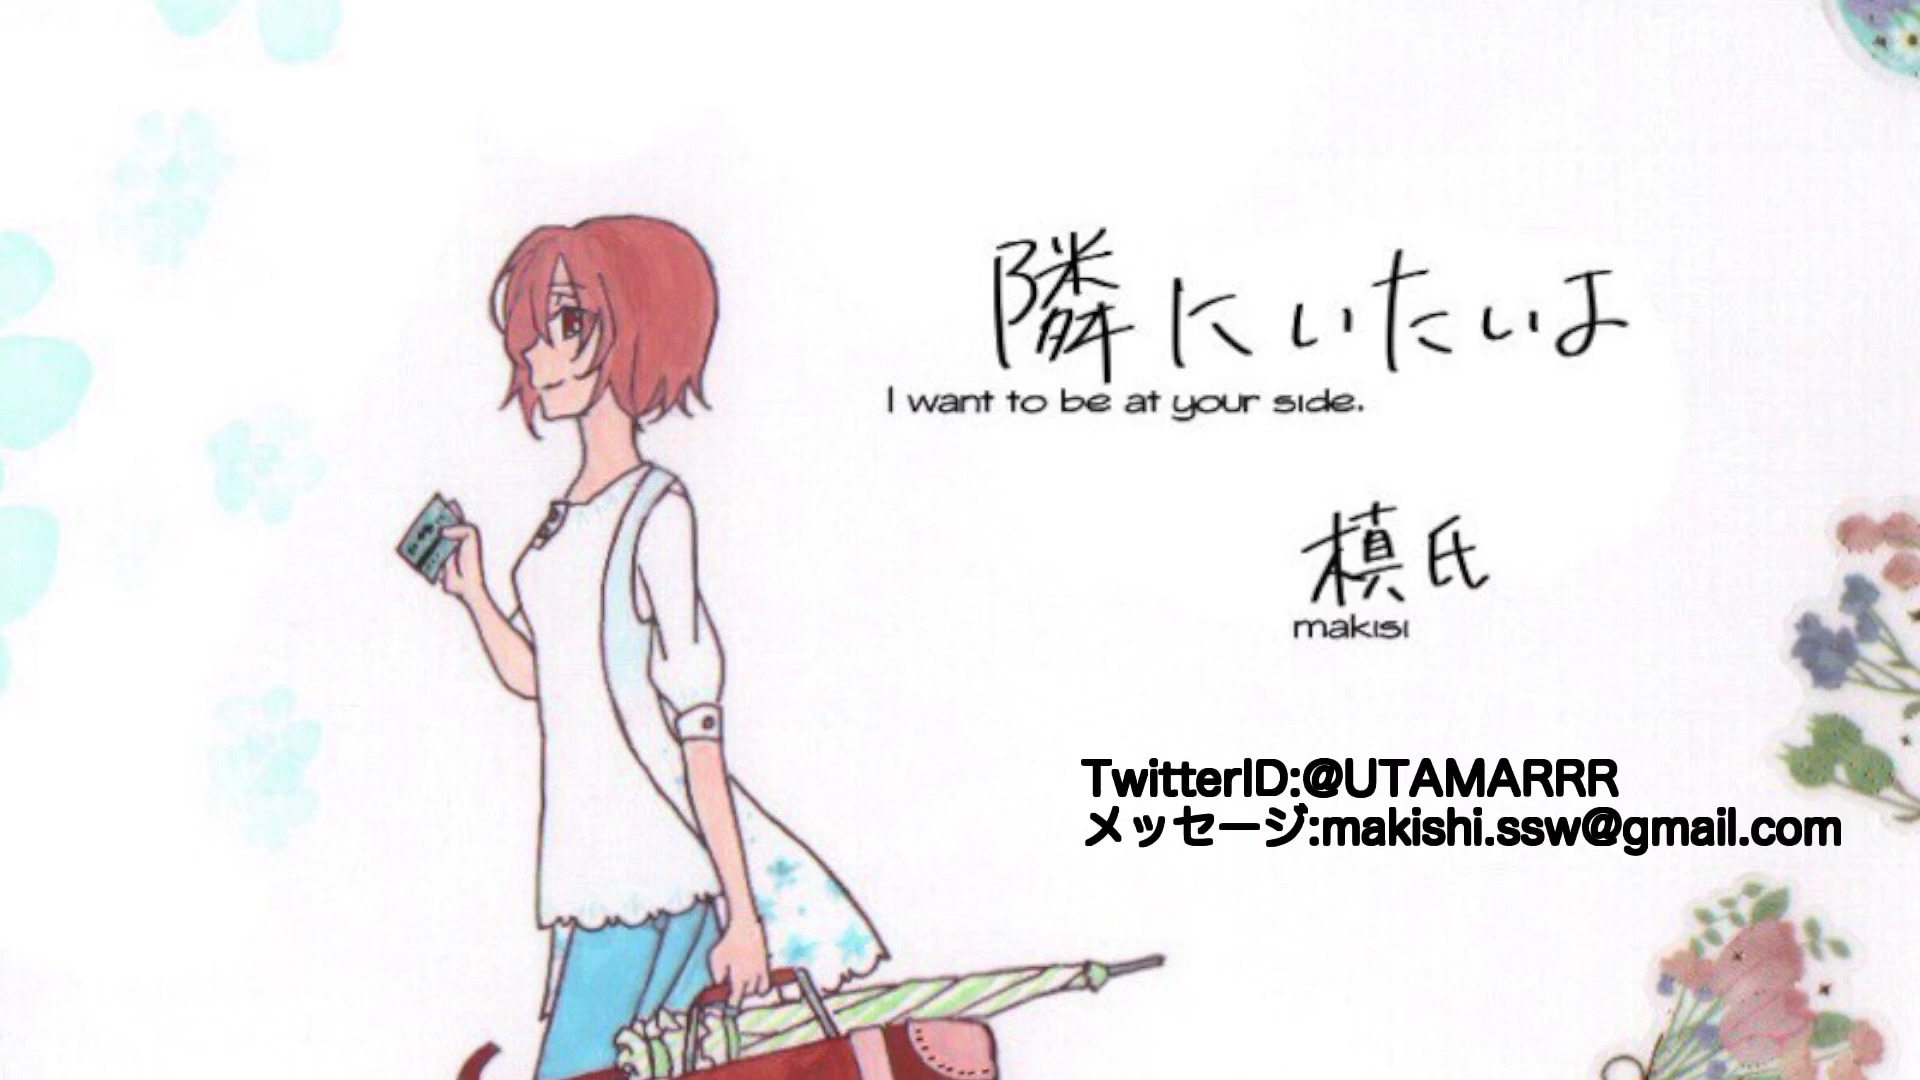 隣にいたいよ
I want to be at your side.
槙氏
makisi
TwitterID:@UTAMARRR
メッセージ:makishi.ssw@gmail.com